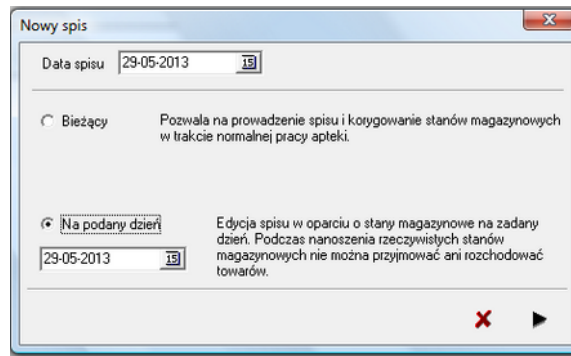 Nowy spis
Data spisu 29-05-2013 15
Bieżący Pozwala na prowadzenie spisu i korygowanie stanów magazynowych
w trakcie normalnej pracy apteki.
Na podany dzień Edycja spisu w oparciu o stany magazynowe na zadany
dzień. Podczas nanoszenia rzeczywistych stanów
29-05-2013 15 magazynowych nie można przyjmować ani rozchodować
towarów.